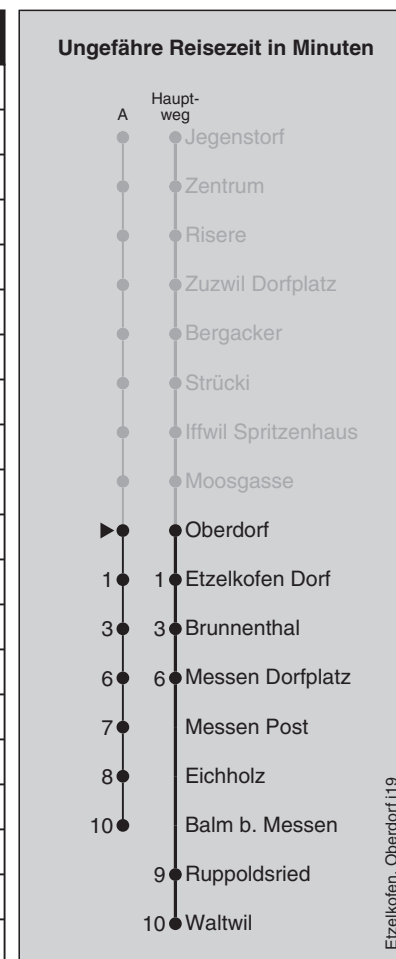 Ungefähre Reisezeit in Minuten
A Haupt-
weg
Jegenstorf
Zentrum
Risere
Zuzwil Dorfplatz
Bergacker
Strücki
Iffwil Spritzenhaus
Moosgasse
Oberdorf
1 1 Etzelkofen Dorf
3 3 Brunnenthal
6 6 Messen Dorfplatz
7 Messen Post
8 Eichholz
10 Balm b. Messen
9 Ruppoldsried
10 Waltwil
Etzelkofen, Oberdorf j19